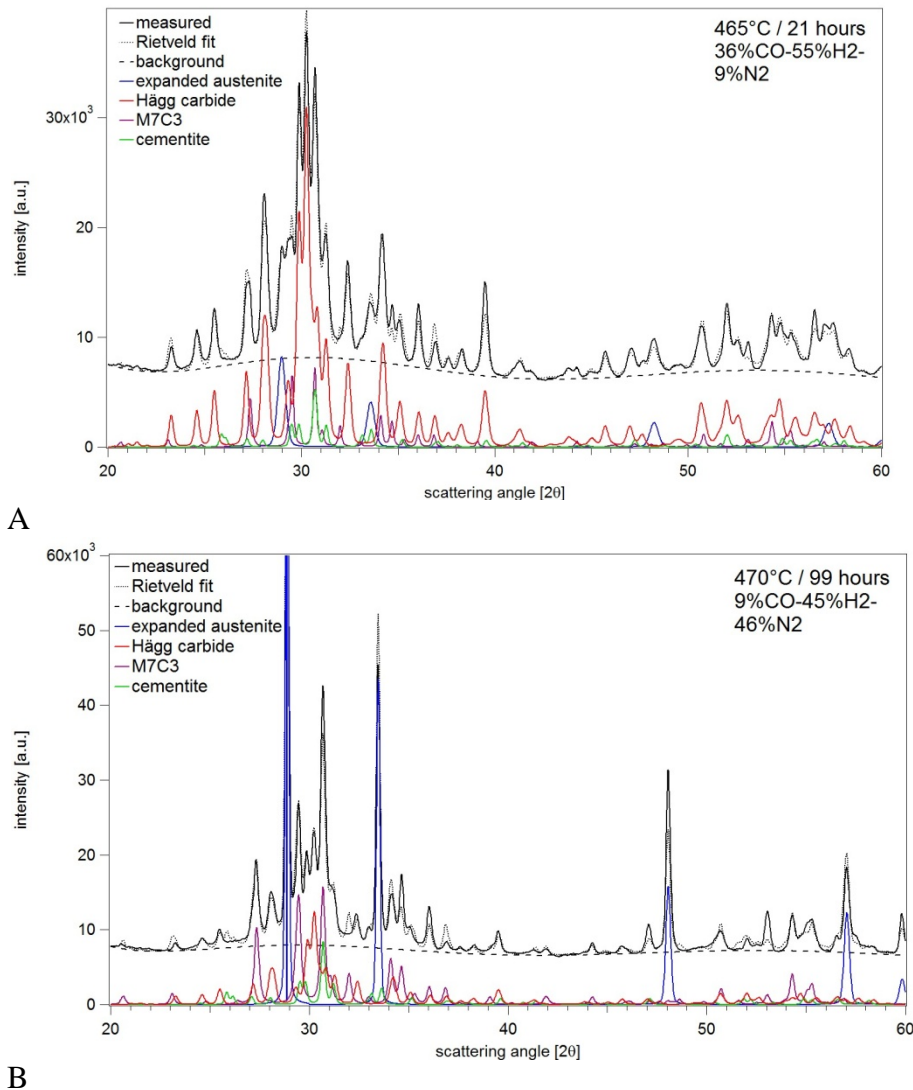 measured
Rietveld fit
background
expanded austenite
Hägg carbide
M7C3
cementite
465°C / 21 hours
36%CO-55%H2-
9%N2
30x10³
20
10
0
intensity [a.u.]
20
30
40
50
60
scattering angle [2θ]
A
60x10³
50
40
30
20
10
0
intensity [a.u.]
measured
Rietveld fit
background
expanded austenite
Hägg carbide
M7C3
cementite
470°C / 99 hours
9%CO-45%H2-
46%N2
20
30
40
50
60
scattering angle [2θ]
B